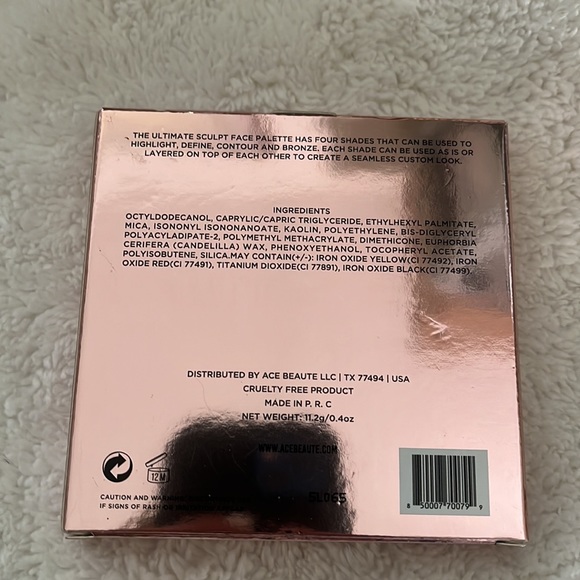 THE ULTIMATE SCULPT FACE PALETTE HAS FOUR SHADES THAT CAN BE USED TO
HIGHLIGHT, DEFINE, CONTOUR AND BRONZE, EACH SHADE CAN BE USED AS IS OR
LAYERED ON TOP OF EACH OTHER TO CREATE A SEAMLESS CUSTOM LOOK.
INGREDIENTS
OCTYLDODECANOL, CAPRYLIC/CAPRIC TRIGLYCERIDE, ETHYLHEXYL PALMITATE,
MICA, ISONONYL ISONONANOATE, KAOLIN, POLYETHYLENE, BIS-DIGLYCERYL
POLYACYLADIPATE-2, POLYMETHYL METHACRYLATE, DIMETHICONE, EUPHORBIA
CERIFERA (CANDELILLA) WAX, PHENOXYETHANOL, TOCOPHERYL ACETATE,
POLYISOBUTENE, SILICA.MAY CONTAIN(+/-): IRON OXIDE YELLOW(CI 77492), IRON
OXIDE RED(CI 77491), TITANIUM DIOXIDE(CI 77891), IRON OXIDE BLACK(CI 77499).
DISTRIBUTED BY ACE BEAUTE LLC | TX 77494 | USA
CRUELTY FREE PRODUCT
MADE IN P. R. C
NET WEIGHT: 11.2g/0.4oz
WWW.ACEBEAUTE.COM
12 M
SL065
CAUTION AND WARNING
IF SIGNS OF RASH OR
8 50007 70079 9